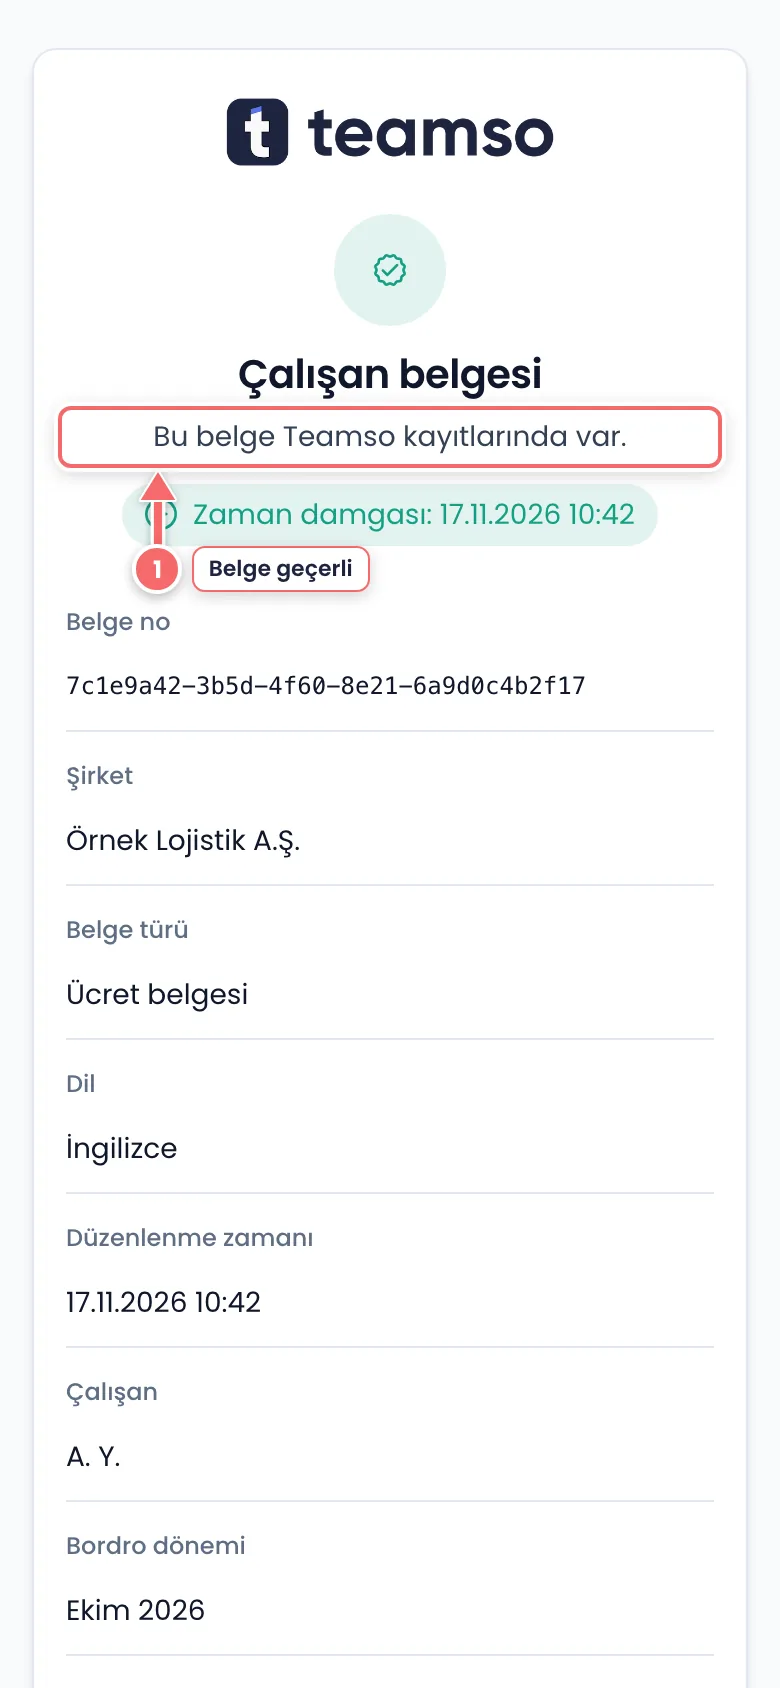 teamso
Çalışan belgesi
Bu belge Teamso kayıtlarında var.
Zaman damgası: 17.11.2026 10:42
1
Belge geçerli
Belge no
7c1e9a42-3b5d-4f60-8e21-6a9d0c4b2f17
Şirket
Örnek Lojistik A.Ş.
Belge türü
Ücret belgesi
Dil
İngilizce
Düzenlenme zamanı
17.11.2026 10:42
Çalışan
A. Y.
Bordro dönemi
Ekim 2026